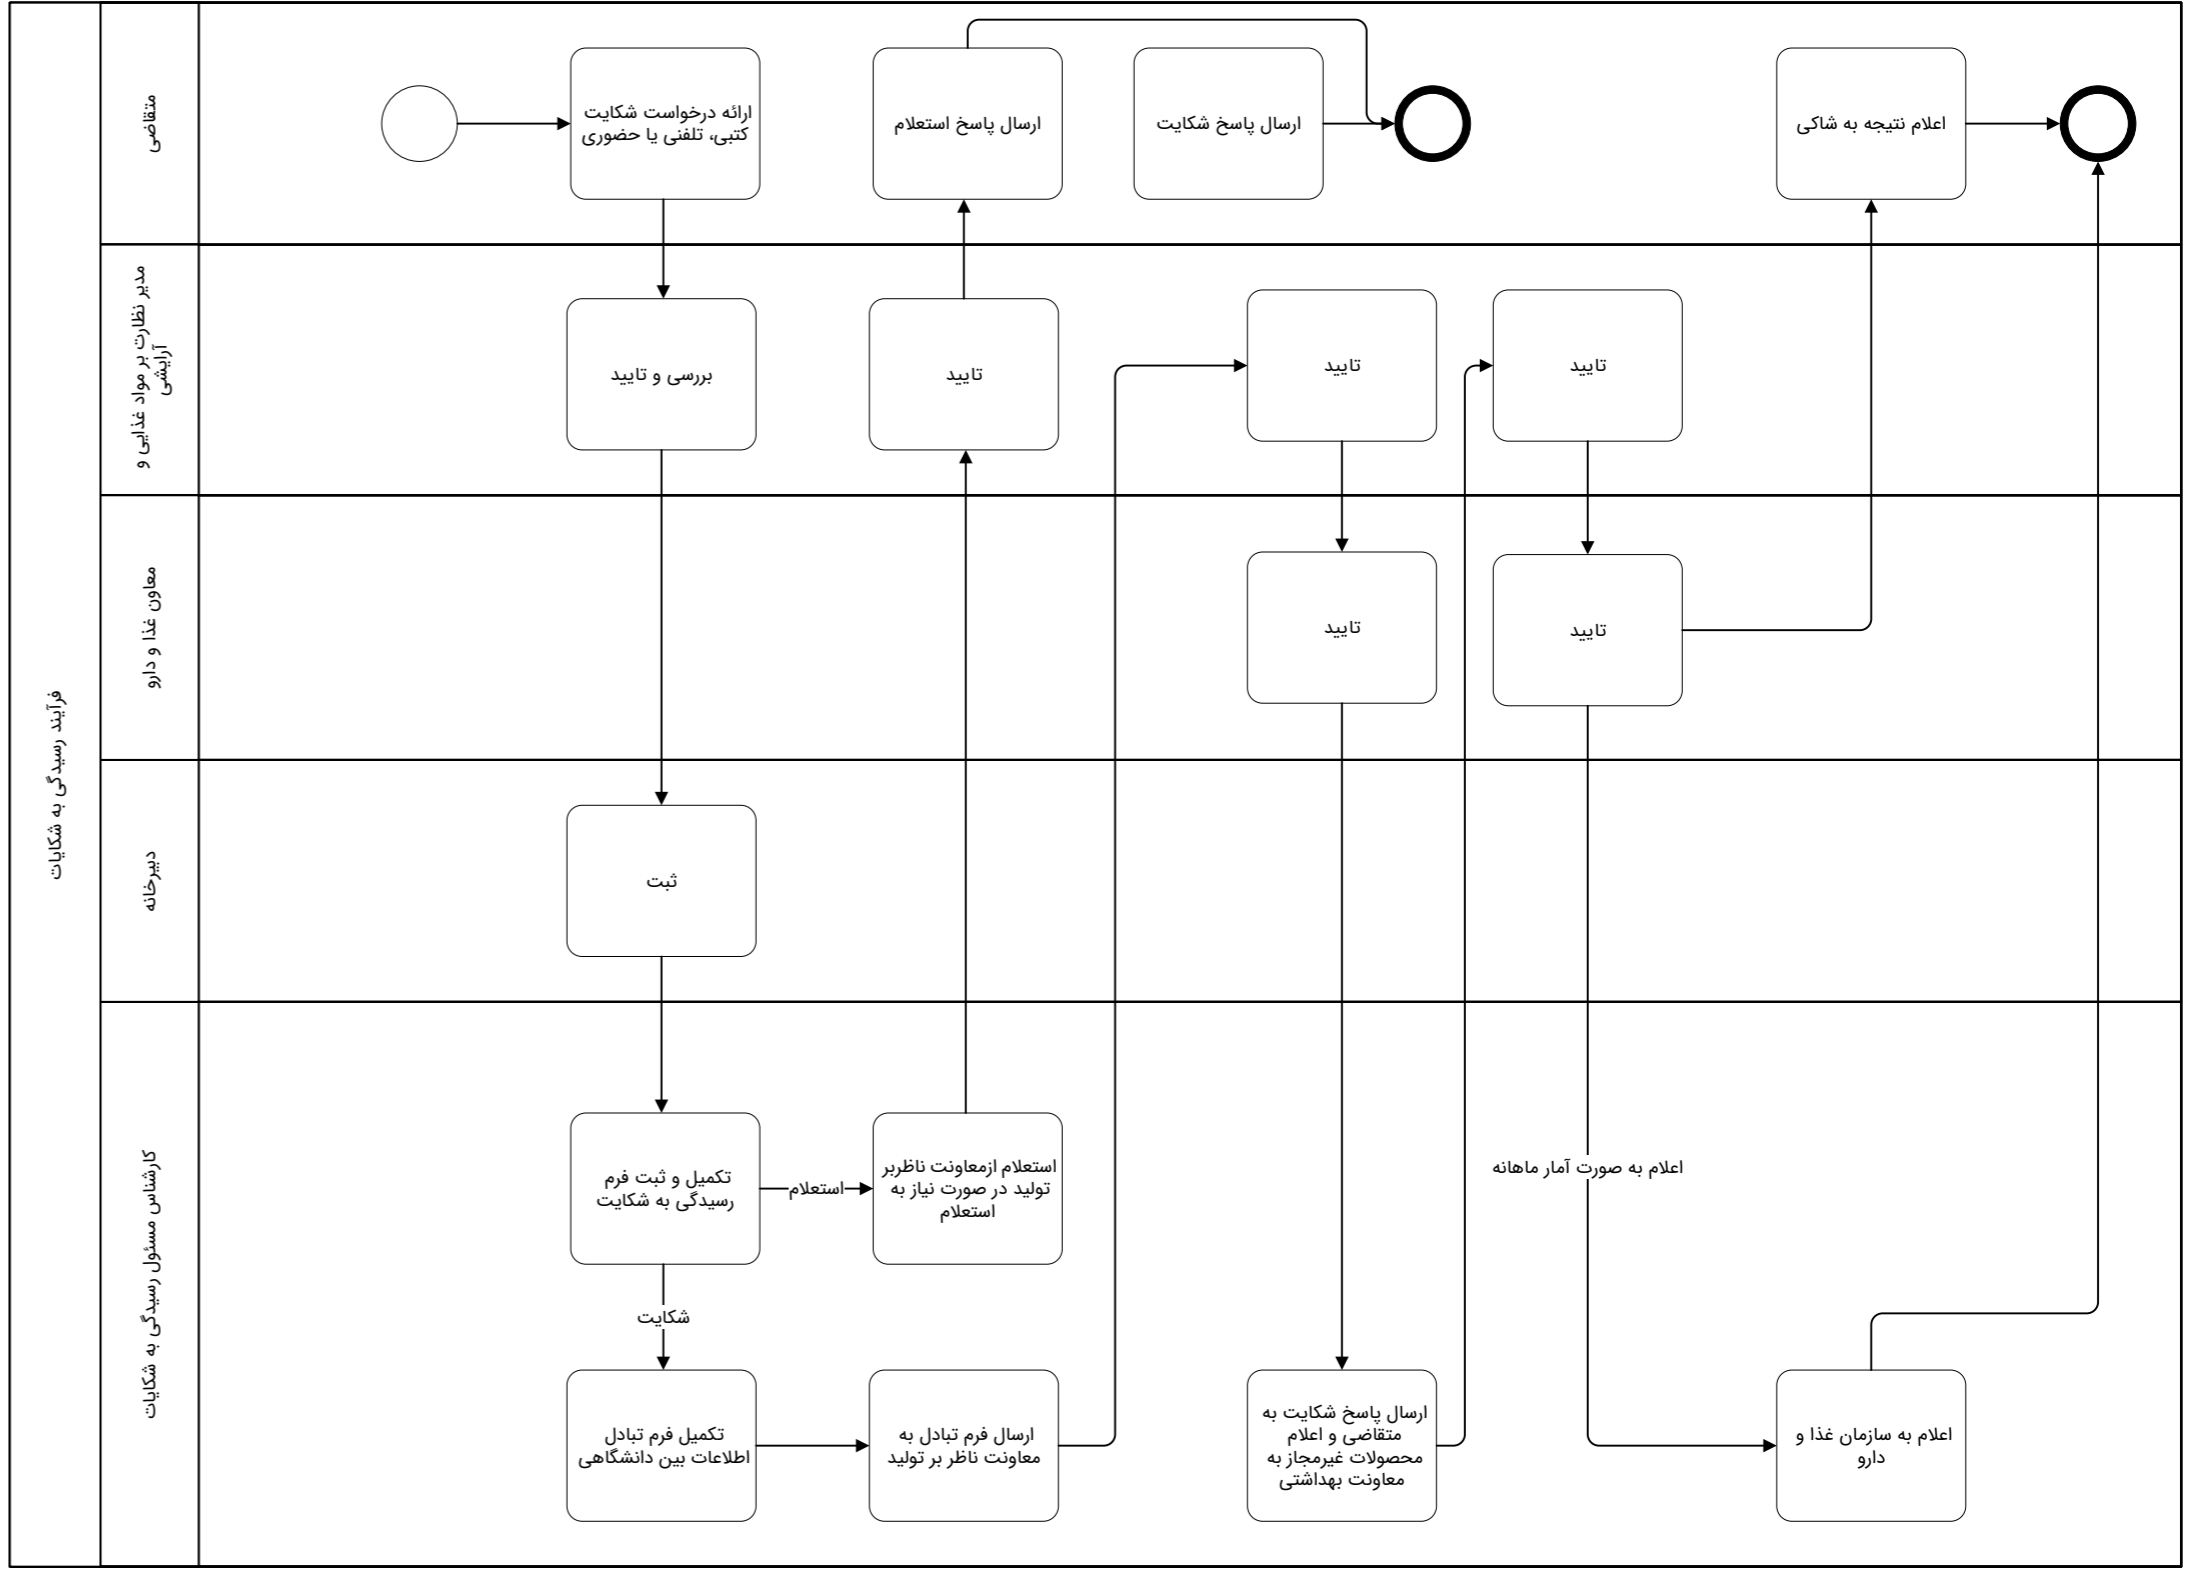 فرآیند رسیدگی به شکایات
متقاضی
ارائه درخواست شکایت
کتبی، تلفنی یا حضوری
ارسال پاسخ استعلام
ارسال پاسخ شکایت
اعلام نتیجه به شاکی
مدیر نظارت بر مواد غذایی و
آرایشی
بررسی و تایید
تایید
تایید
تایید
معاون غذا و دارو
تایید
تایید
دبیرخانه
ثبت
کارشناس مسئول رسیدگی به شکایات
تکمیل و ثبت فرم
رسیدگی به شکایت
استعلام
استعلام ازمعاونت ناظربر
تولید در صورت نیاز به
استعلام
اعلام به صورت آمار ماهانه
شکایت
تکمیل فرم تبادل
اطلاعات بین دانشگاهی
ارسال فرم تبادل به
معاونت ناظر بر تولید
ارسال پاسخ شکایت به
متقاضی و اعلام
محصولات غیرمجاز به
معاونت بهداشتی
اعلام به سازمان غذا و
دارو